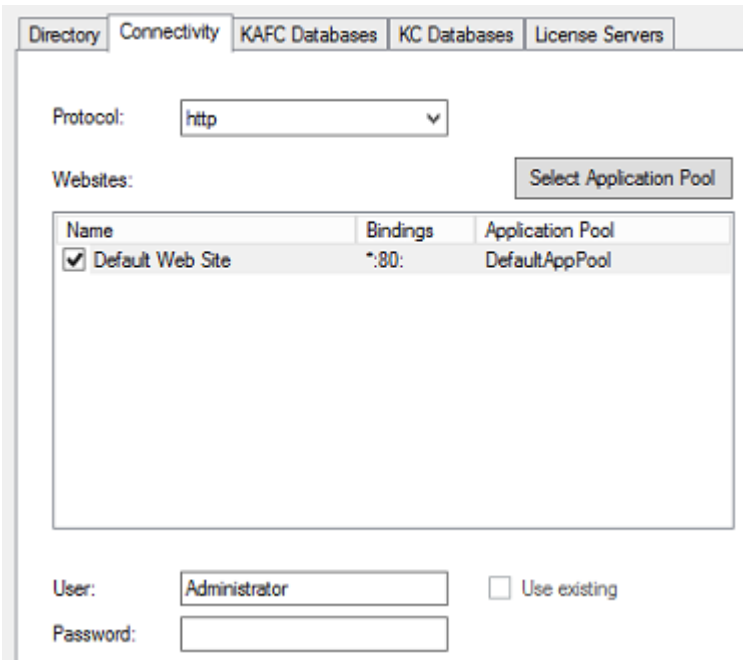 Directory Connectivity KAFC Databases KC Databases License Servers
Protocol: http
Websites: Select Application Pool
Name Bindings Application Pool
Default Web Site *:80: DefaultAppPool
User: Administrator Use existing
Password: